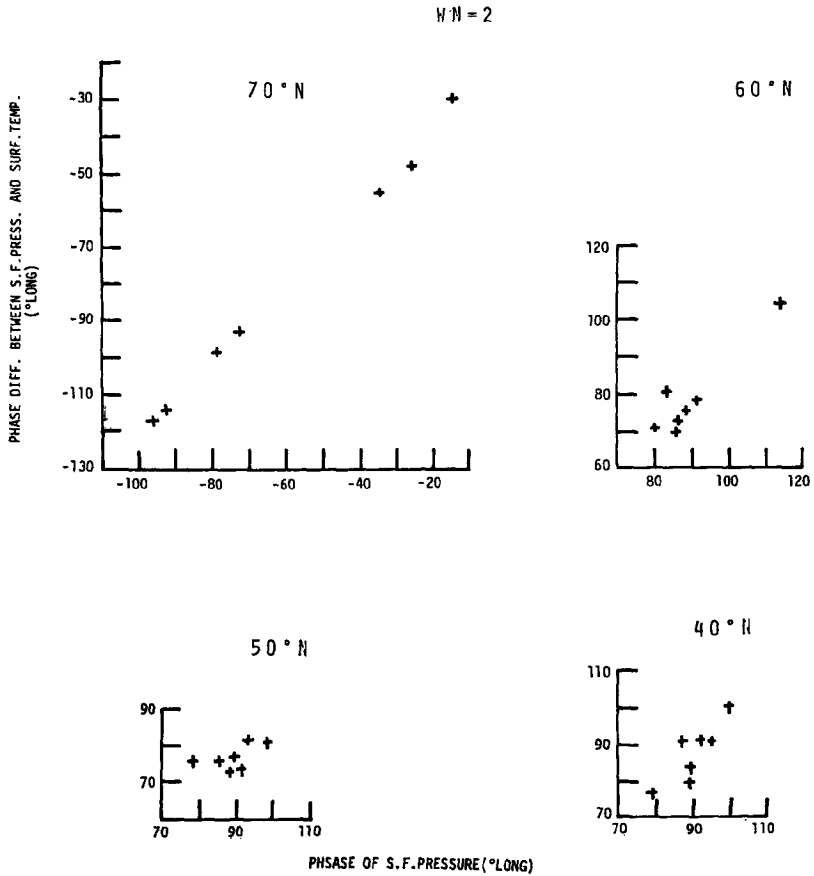 WN=2
PHASE DIFF. BETWEEN S.F.PRESS. AND SURF.TEMP.
(°LONG)
70°N
-30
-50
-70
-90
-110
-130
-100 -80 -60 -40 -20
60°N
120
100
80
60
80 100 120
50°N
90
70
70 90 110
40°N
110
90
70
70 90 110
PHSASE OF S.F.PRESSURE(°LONG)